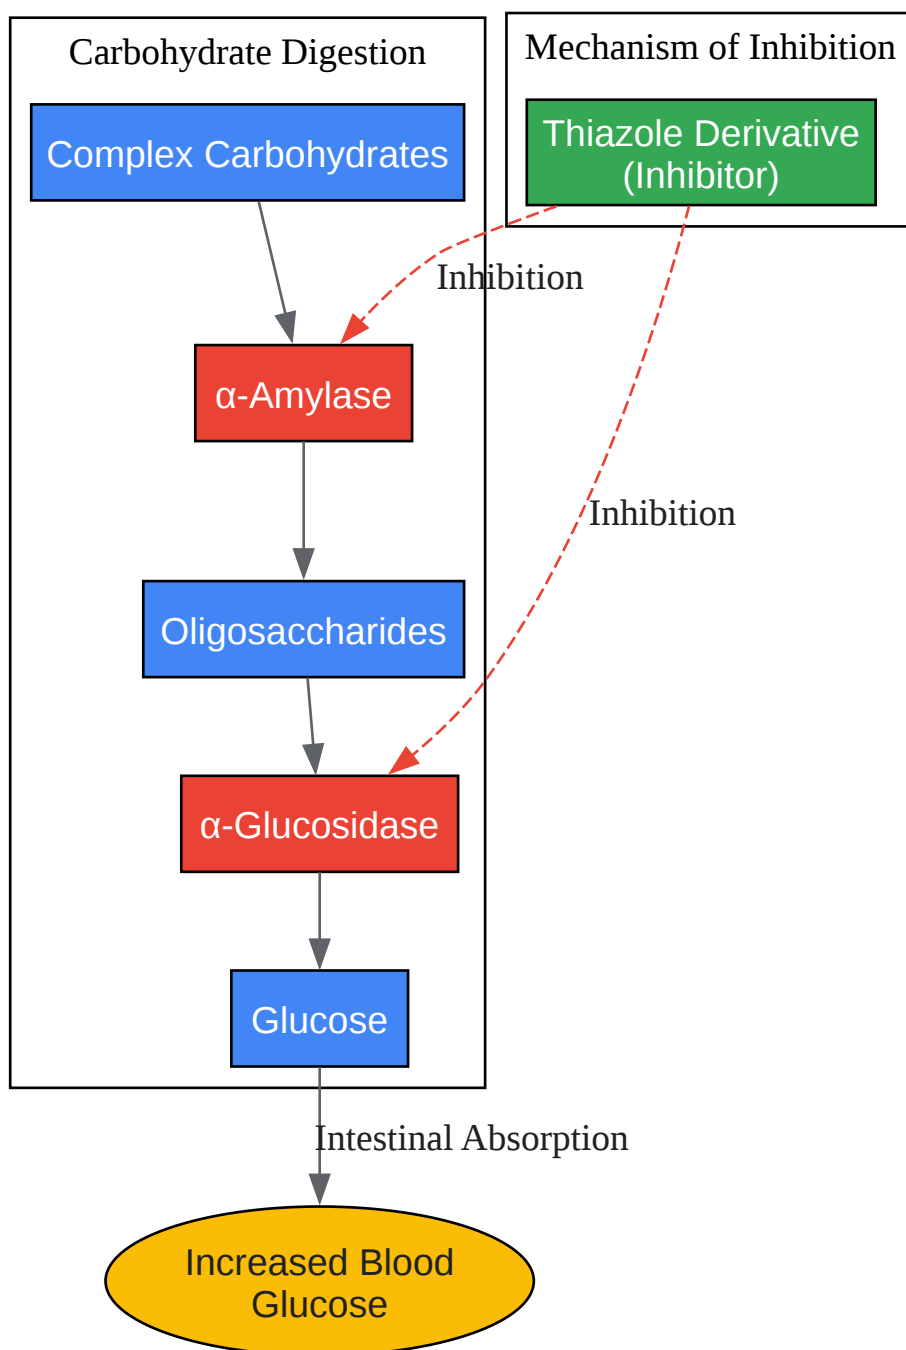 Carbohydrate Digestion
Mechanism of Inhibition
Complex Carbohydrates
Thiazole Derivative
(Inhibitor)
Inhibition
α-Amylase
Inhibition
Oligosaccharides
α-Glucosidase
Glucose
Intestinal Absorption
Increased Blood
Glucose